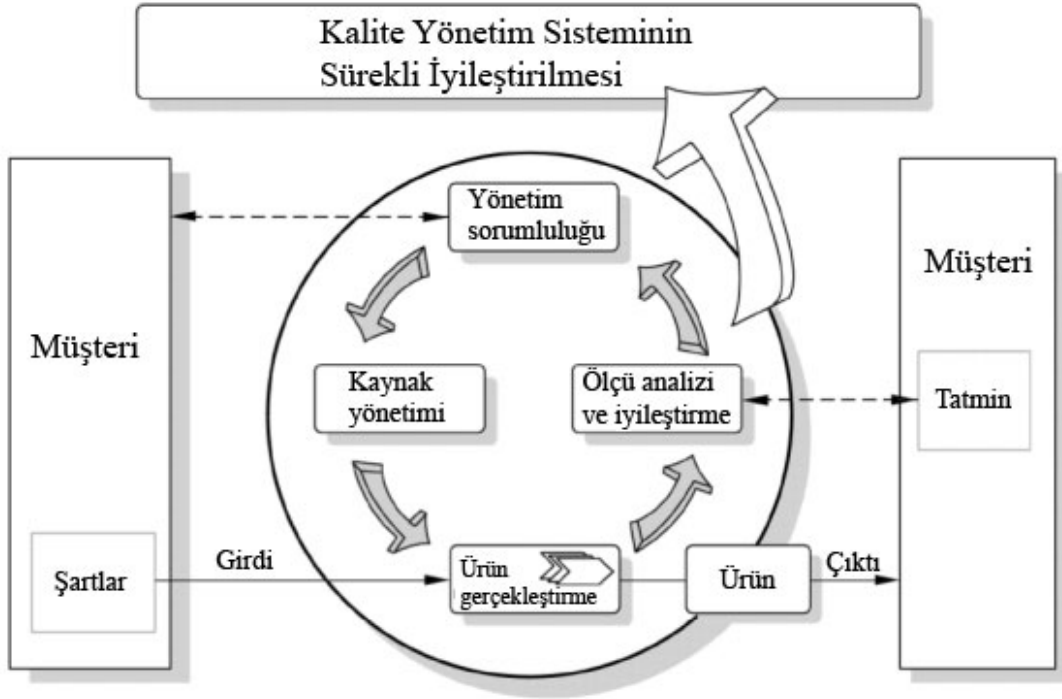 Kalite Yönetim Sisteminin
Sürekli İyileştirilmesi
Yönetim
sorumluluğu
Müşteri
Müşteri
Kaynak
yönetimi
Ölçü analizi
ve iyileştirme
Tatmin
Şartlar
Girdi
Ürün
gerçekleştirme
Ürün
Çıktı